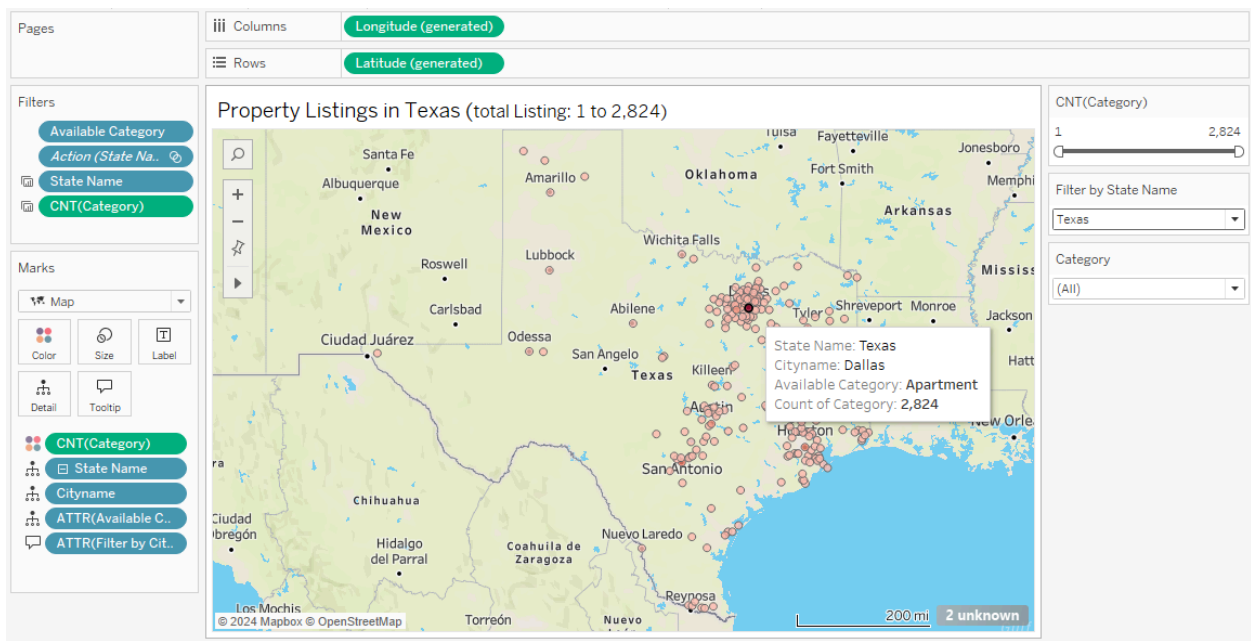 Pages
Columns
Longitude (generated)
Rows
Latitude (generated)
Filters
Available Category
Action (State Na..
State Name
CNT(Category)
Marks
Map
Color
Size
Label
Detail
Tooltip
CNT(Category)
State Name
Cityname
ATTR(Available C..
ATTR(Filter by Cit..
Property Listings in Texas (total Listing: 1 to 2,824)
Tulsa
Fayetteville
Santa Fe
Jonesboro
Amarillo
Oklahoma
Fort Smith
Albuquerque
Memphi
New
Mexico
Arkansas
Wichita Falls
Lubbock
Roswell
Mississ
Carlsbad
Abilene
Tyler
Shreveport
Monroe
Jackson
Ciudad Juárez
Odessa
San Angelo
Texas
Killeen
Hatt
State Name: Texas
Cityname: Dallas
Available Category: Apartment
Count of Category: 2,824
Austin
Houston
New Orle
ra
San Antonio
Chihuahua
Ciudad
Obregón
Hidalgo
del Parral
Coahuila de
Zaragoza
Nuevo Laredo
Reynosa
Los Mochis
Torreón
Nuevo
© 2024 Mapbox © OpenStreetMap
200 mi
2 unknown
CNT(Category)
1
2,824
Filter by State Name
Texas
Category
(All)